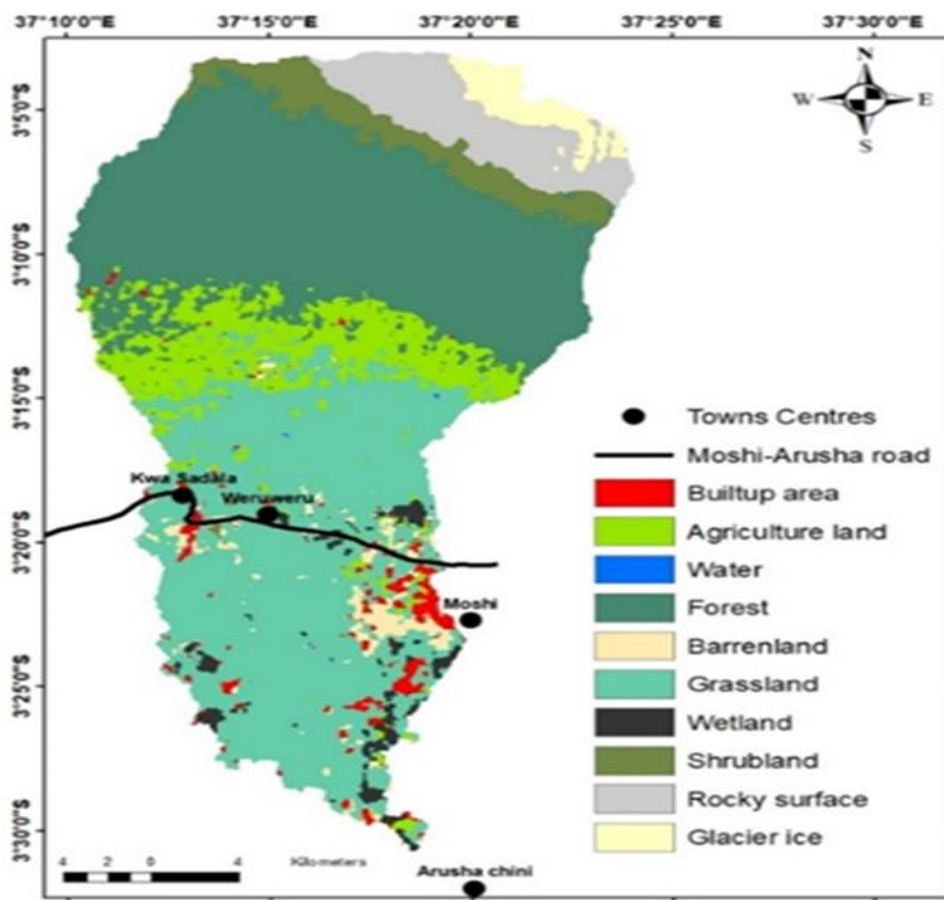 37°10'0"E 37°15'0"E 37°20'0"E 37°25'0"E 37°30'0"E
N
W E
S
3°5'0"S
3°10'0"S
3°15'0"S
3°20'0"S
3°25'0"S
3°30'0"S
Kwa Sadala
Weruweru
Moshi
Towns Centres
Moshi-Arusha road
Builtup area
Agriculture land
Water
Forest
Barrenland
Grassland
Wetland
Shrubland
Rocky surface
Glacier ice
4 2 0 4 Kilometers
Arusha chini